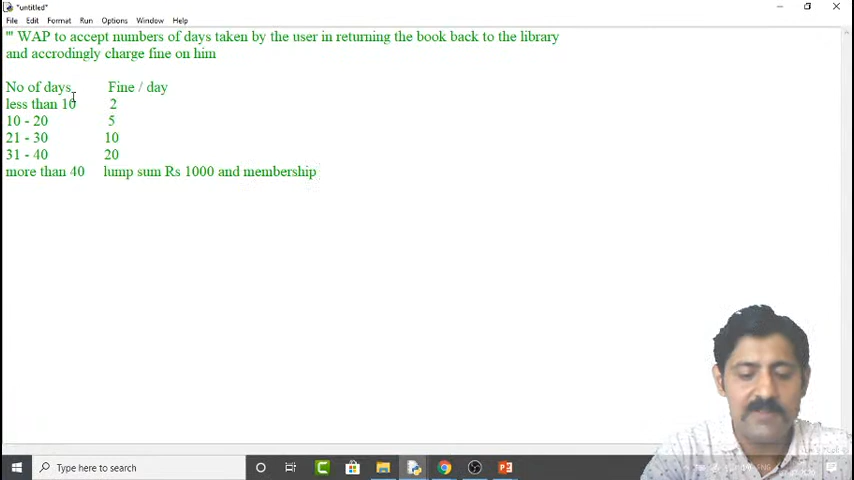 *untitled*
File Edit Format Run Options Window Help
''' WAP to accept numbers of days taken by the user in returning the book back to the library
and accrodingly charge fine on him
No of days Fine / day
less than 10 2
10 - 20 5
21 - 30 10
31 - 40 20
more than 40 lump sum Rs 1000 and membership
Type here to search
ENG